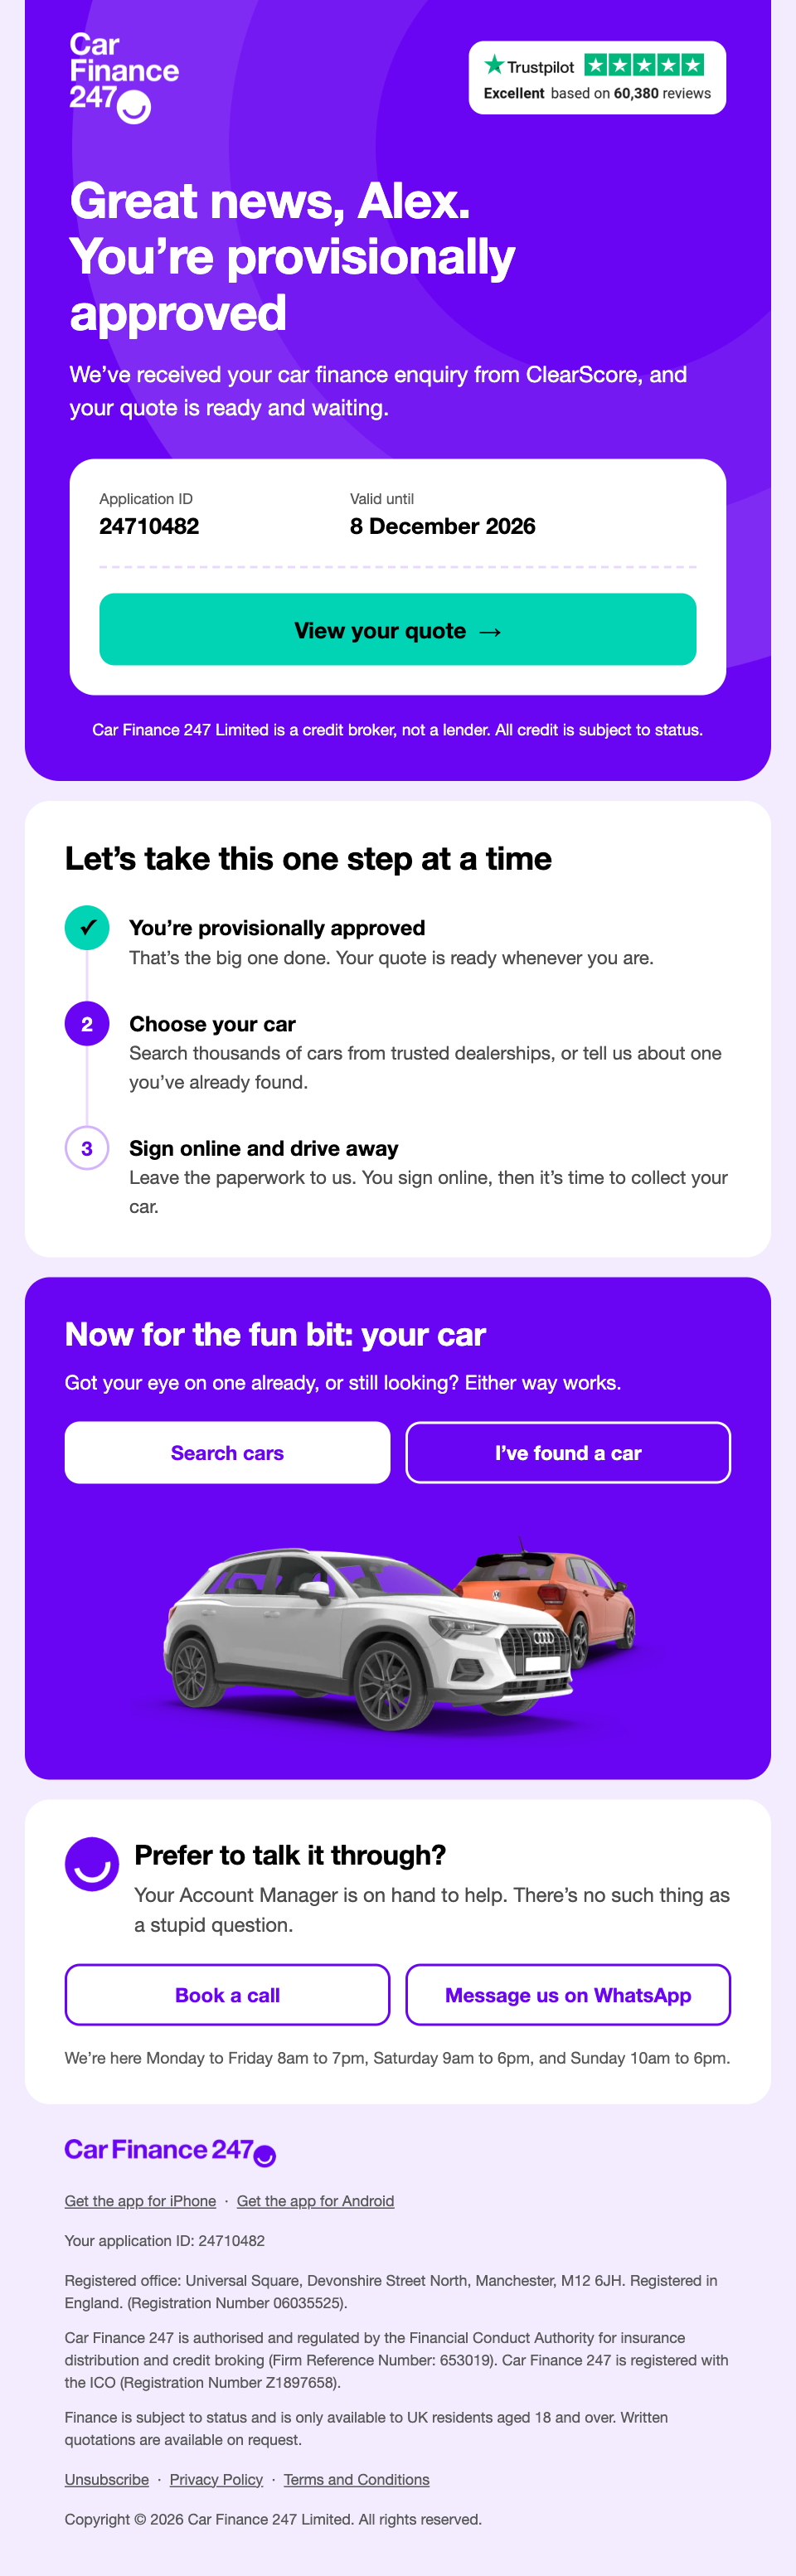 Car
Finance
247
Trustpilot
Excellent based on 60,380 reviews
Great news, Alex.
You’re provisionally
approved
We’ve received your car finance enquiry from ClearScore, and
your quote is ready and waiting.
Application ID
Valid until
24710482
8 December 2026
View your quote →
Car Finance 247 Limited is a credit broker, not a lender. All credit is subject to status.
Let’s take this one step at a time
You’re provisionally approved
That’s the big one done. Your quote is ready whenever you are.
2
Choose your car
Search thousands of cars from trusted dealerships, or tell us about one
you’ve already found.
3
Sign online and drive away
Leave the paperwork to us. You sign online, then it’s time to collect your
car.
Now for the fun bit: your car
Got your eye on one already, or still looking? Either way works.
Search cars
I’ve found a car
Prefer to talk it through?
Your Account Manager is on hand to help. There’s no such thing as
a stupid question.
Book a call
Message us on WhatsApp
We’re here Monday to Friday 8am to 7pm, Saturday 9am to 6pm, and Sunday 10am to 6pm.
Car Finance 247
Get the app for iPhone · Get the app for Android
Your application ID: 24710482
Registered office: Universal Square, Devonshire Street North, Manchester, M12 6JH. Registered in
England. (Registration Number 06035525).
Car Finance 247 is authorised and regulated by the Financial Conduct Authority for insurance
distribution and credit broking (Firm Reference Number: 653019). Car Finance 247 is registered with
the ICO (Registration Number Z1897658).
Finance is subject to status and is only available to UK residents aged 18 and over. Written
quotations are available on request.
Unsubscribe · Privacy Policy · Terms and Conditions
Copyright © 2026 Car Finance 247 Limited. All rights reserved.